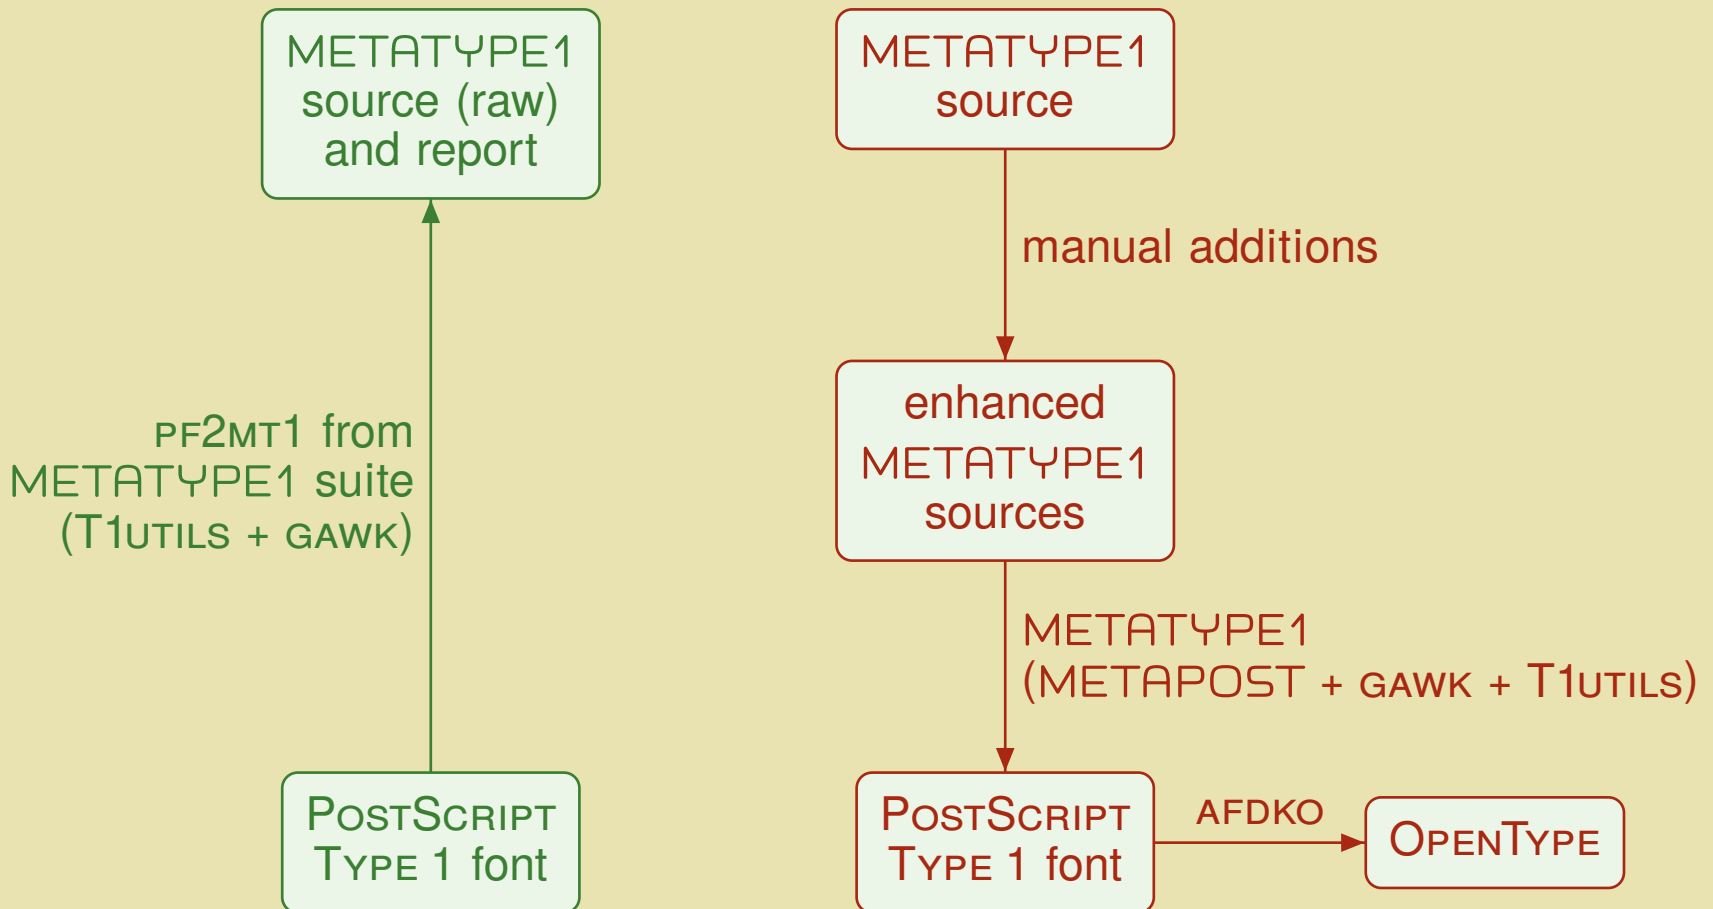 METATYPE1
source (raw)
and report
PF2MT1 from
METATYPE1 suite
(T1UTILS + GAWK)
POSTSCRIPT
TYPE 1 font
METATYPE1
source
manual additions
enhanced
METATYPE1
sources
METATYPE1
(METAPOST + GAWK + T1UTILS)
POSTSCRIPT
TYPE 1 font
AFDKO
OPENTYPE